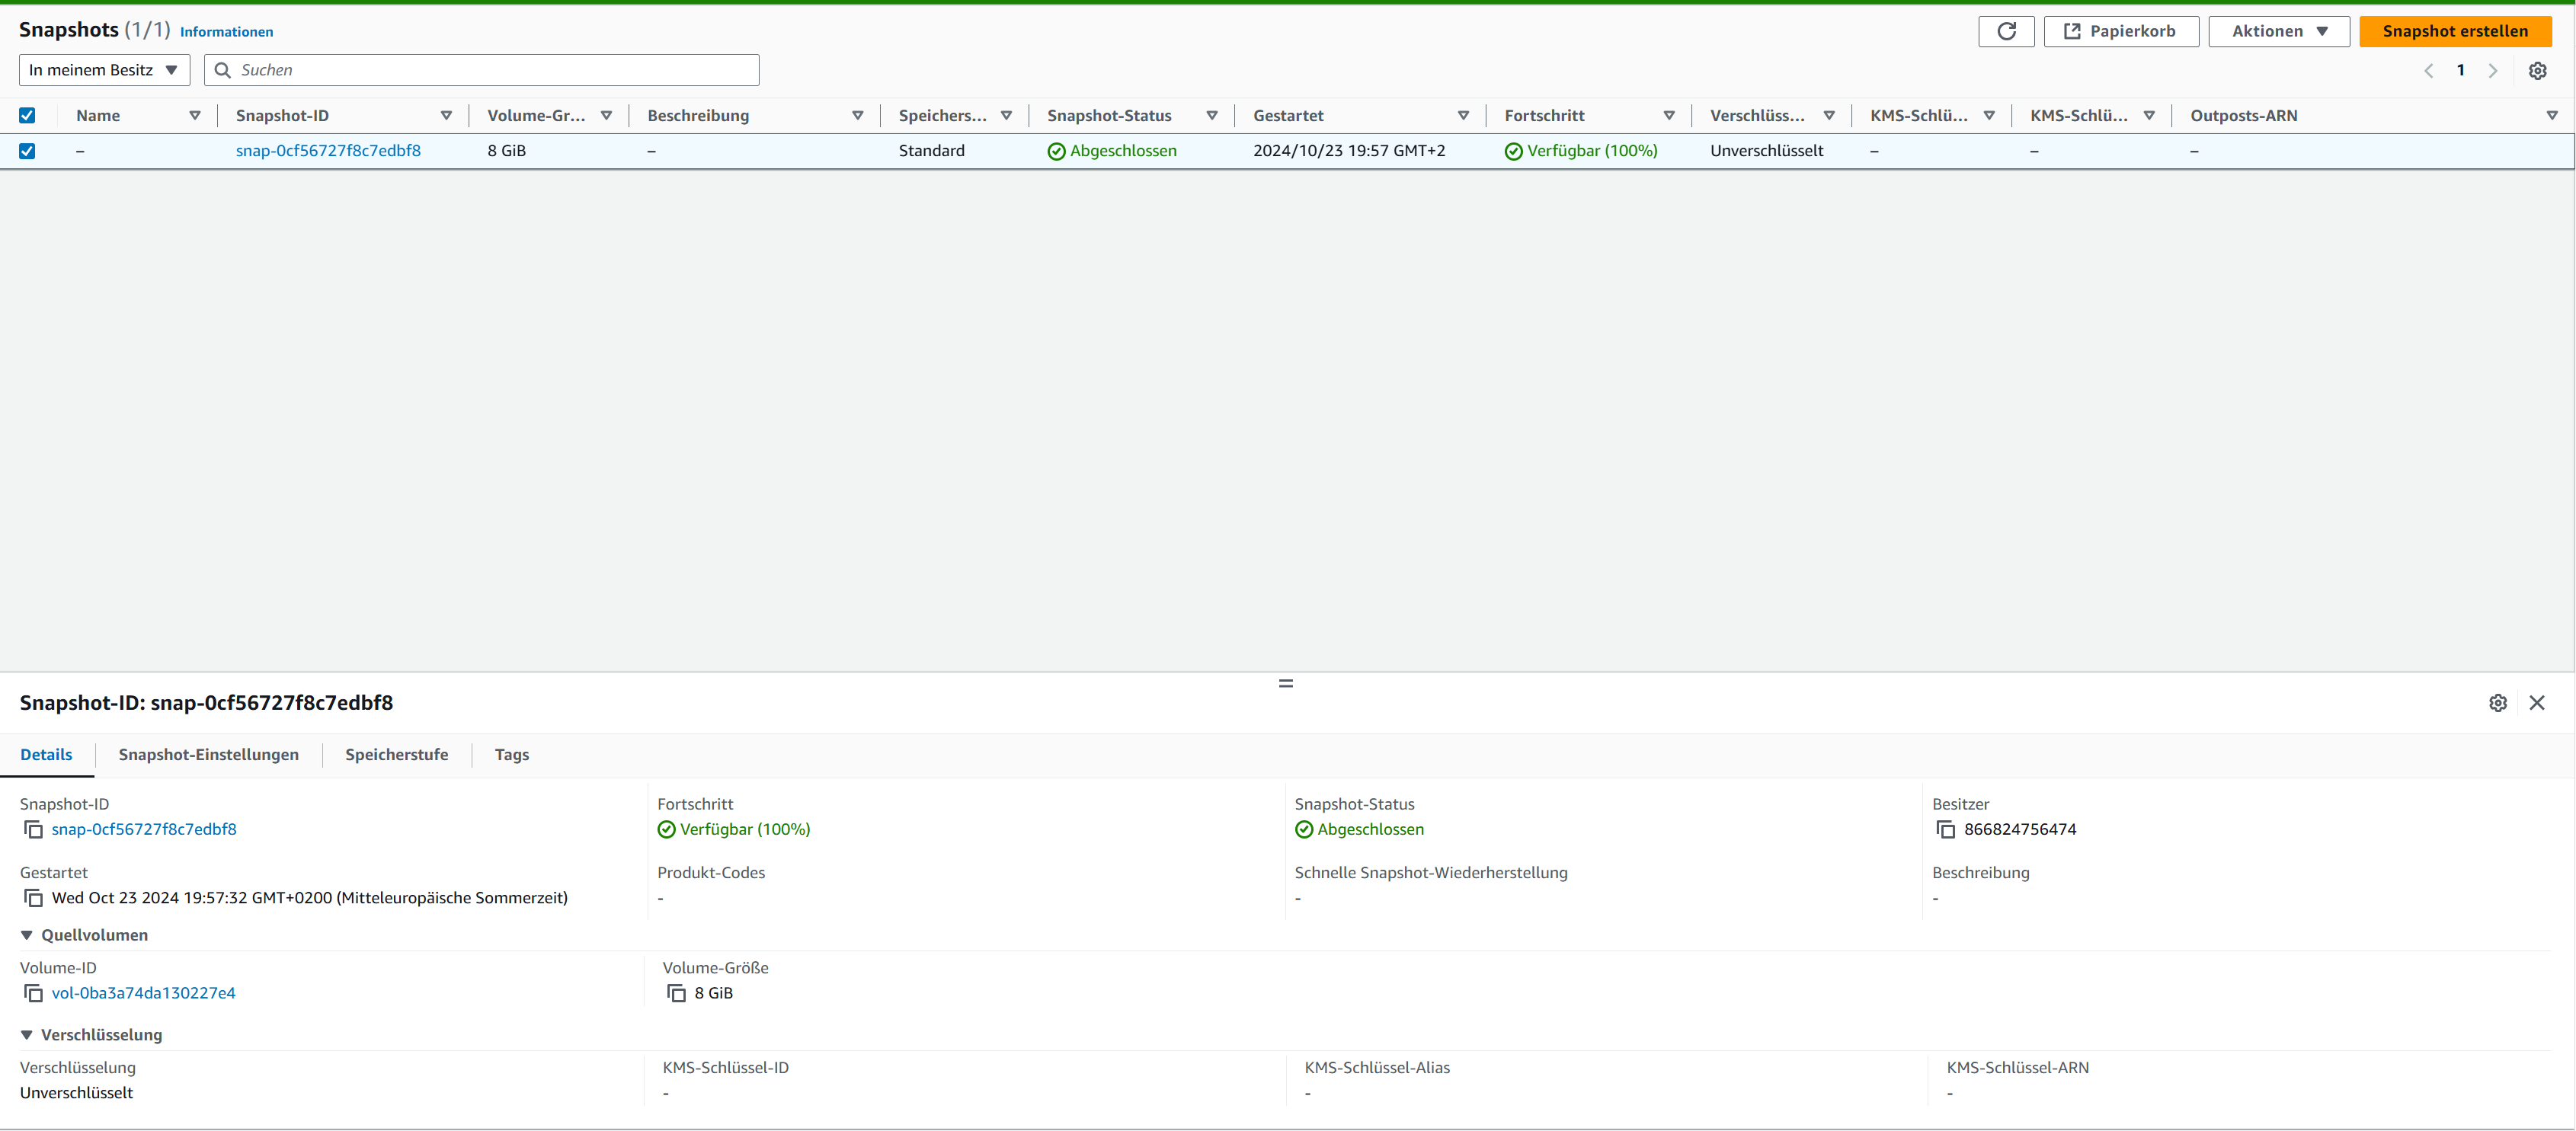 Snapshots (1/1) Informationen Papierkorb Aktionen Snapshot erstellen
In meinem Besitz Suchen 1
Name Snapshot-ID Volume-Gr... Beschreibung Speichers... Snapshot-Status Gestartet Fortschritt Verschlüss... KMS-Schlü... KMS-Schlü... Outposts-ARN
– snap-0cf56727f8c7edbf8 8 GiB – Standard Abgeschlossen 2024/10/23 19:57 GMT+2 Verfügbar (100%) Unverschlüsselt – – –
Snapshot-ID: snap-0cf56727f8c7edbf8
Details Snapshot-Einstellungen Speicherstufe Tags
Snapshot-ID Fortschritt Snapshot-Status Besitzer
snap-0cf56727f8c7edbf8 Verfügbar (100%) Abgeschlossen 866824756474
Gestartet Produkt-Codes Schnelle Snapshot-Wiederherstellung Beschreibung
Wed Oct 23 2024 19:57:32 GMT+0200 (Mitteleuropäische Sommerzeit) - - -
Quellvolumen
Volume-ID Volume-Größe
vol-0ba3a74da130227e4 8 GiB
Verschlüsselung
Verschlüsselung KMS-Schlüssel-ID KMS-Schlüssel-Alias KMS-Schlüssel-ARN
Unverschlüsselt - - -